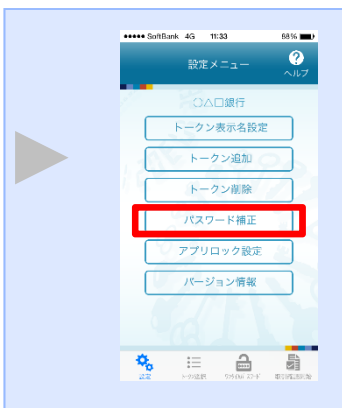 ●●●●● SoftBank 4G 11:33 88%
設定メニュー
?
ヘルプ
○△□銀行
トークン表示名設定
トークン追加
トークン削除
パスワード補正
アプリロック設定
バージョン情報
設定